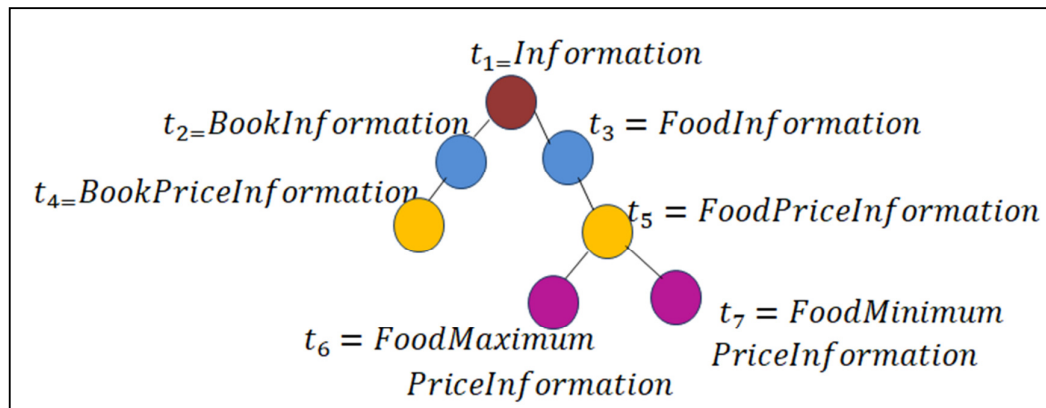 t₁₌Information
t₂₌BookInformation
t₃ = FoodInformation
t₄₌BookPriceInformation
t₅ = FoodPriceInformation
t₆ = FoodMaximum
PriceInformation
t₇ = FoodMinimum
PriceInformation